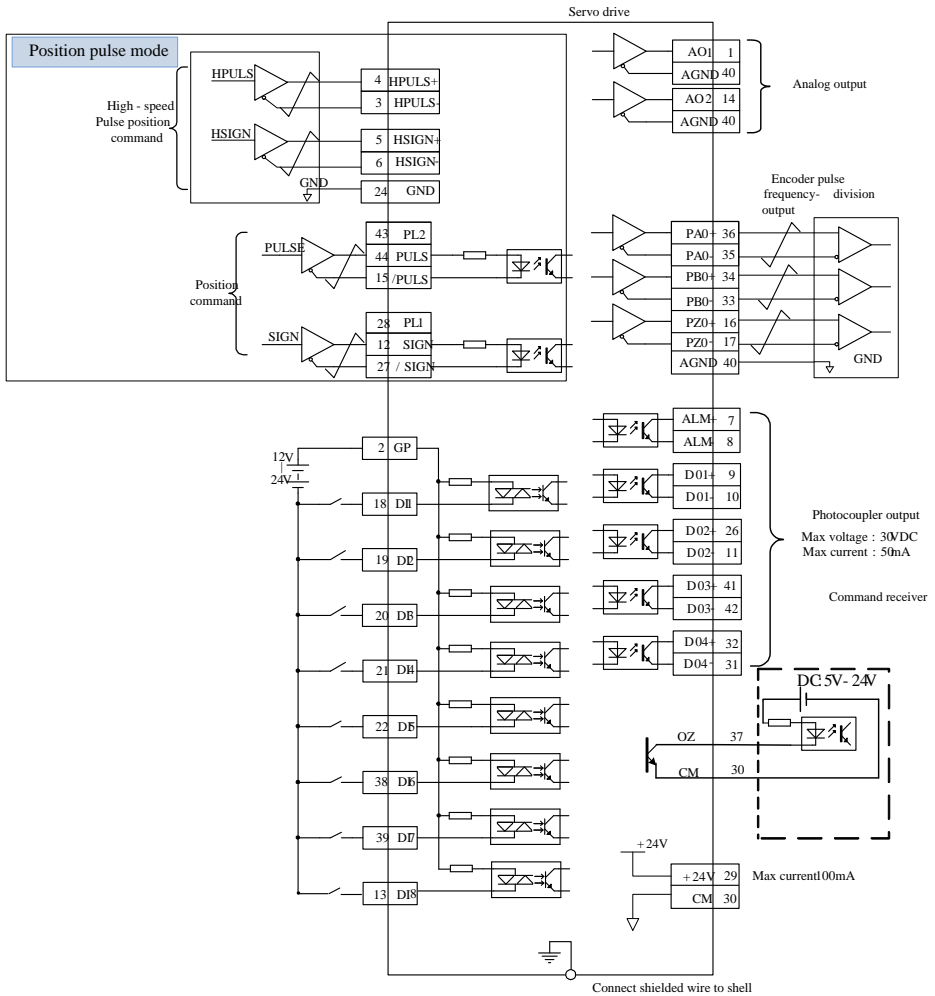 Servo drive
Position pulse mode
High - speed
Pulse position
command
HPULS
HSIGN
GND
4 HPULS+
3 HPULS-
5 HSIGN+
6 HSIGN-
24 GND
Position
command
PULSE
SIGN
43 PL2
44 PULS
15 /PULS
28 PL1
12 SIGN
27 / SIGN
12V
24V
2 GP
18 DI1
19 DI2
20 DI3
21 DI4
22 DI5
38 DI6
39 DI7
13 DI8
AO1 1
AGND 40
AO2 14
AGND 40
Analog output
Encoder pulse
frequency- division
output
PA0+ 36
PA0- 35
PB0+ 34
PB0- 33
PZ0+ 16
PZ0- 17
AGND 40
GND
ALM+ 7
ALM- 8
D01+ 9
D01- 10
D02+ 26
D02- 11
D03+ 41
D03- 42
D04+ 32
D04- 31
Photocoupler output
Max voltage : 30VDC
Max current : 50mA
Command receiver
DC 5V- 24V
OZ 37
CM 30
+24V
+24V 29
CM 30
Max current100mA
Connect shielded wire to shell